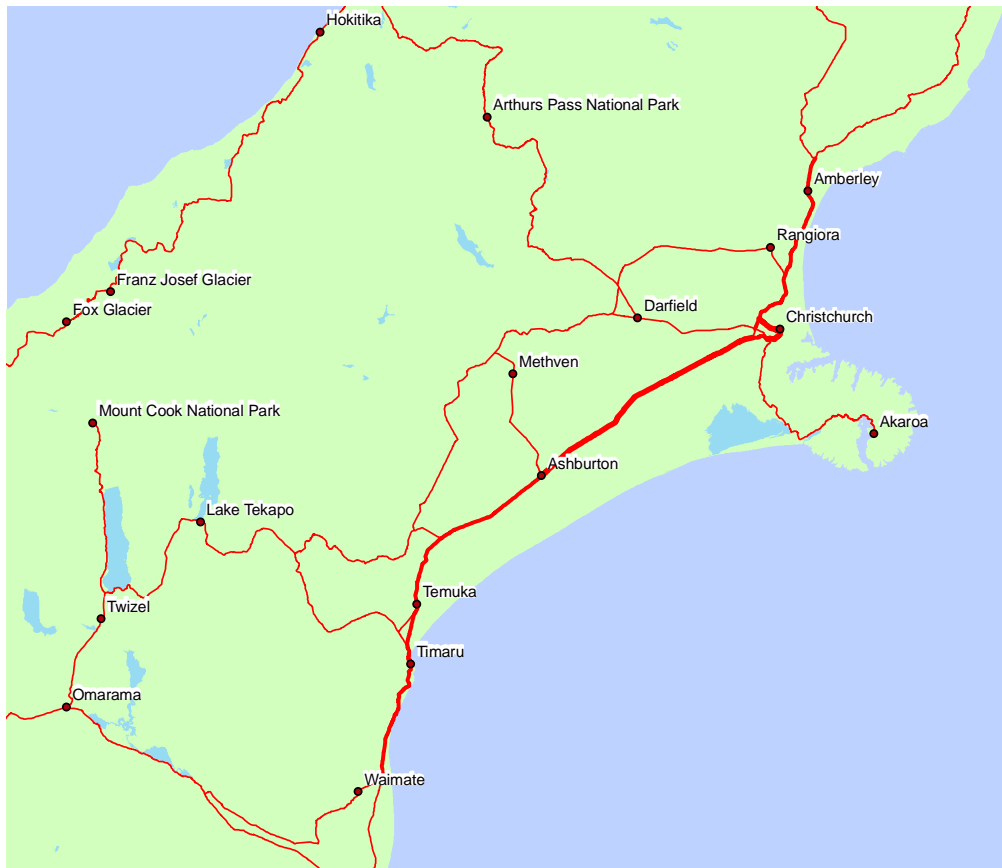 Hokitika
Arthurs Pass National Park
Amberley
Rangiora
Franz Josef Glacier
Fox Glacier
Darfield
Christchurch
Methven
Mount Cook National Park
Akaroa
Ashburton
Lake Tekapo
Twizel
Temuka
Timaru
Omarama
Waimate